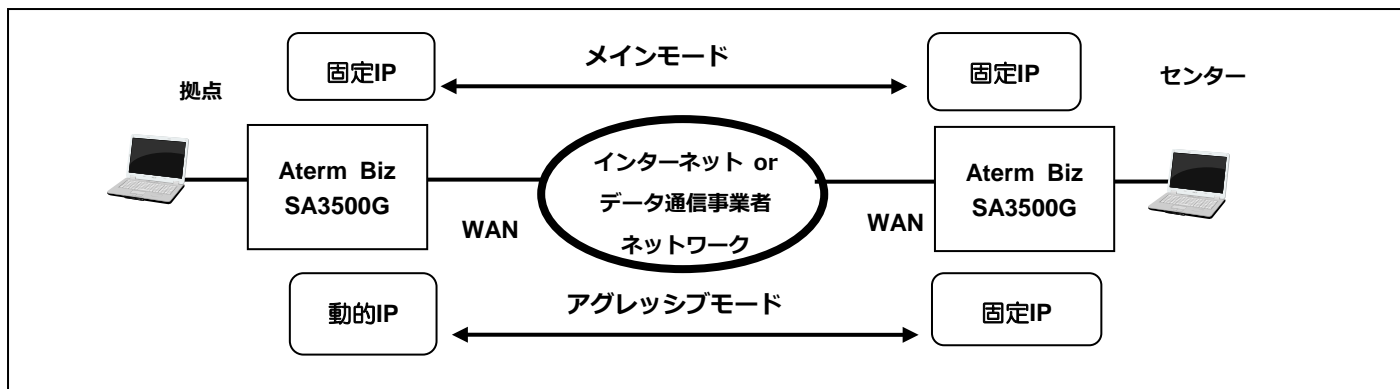 固定IP
メインモード
固定IP
拠点
センター
Aterm Biz
SA3500G
WAN
インターネット or
データ通信事業者
ネットワーク
WAN
Aterm Biz
SA3500G
動的IP
アグレッシブモード
固定IP